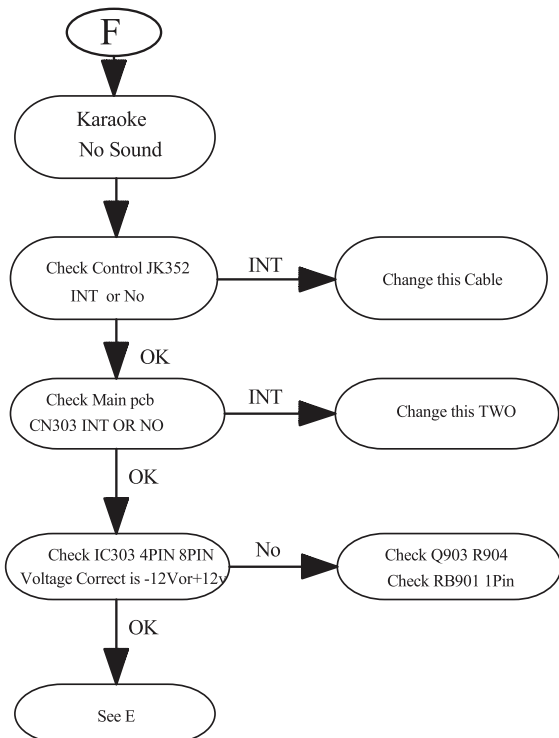 F
Karaoke
No Sound
Check Control JK352
INT or No
INT
Change this Cable
OK
Check Main pcb
CN303 INT OR NO
INT
Change this TWO
OK
Check IC303 4PIN 8PIN
Voltage Correct is -12Vor+12v
No
Check Q903 R904
Check RB901 1Pin
OK
See E